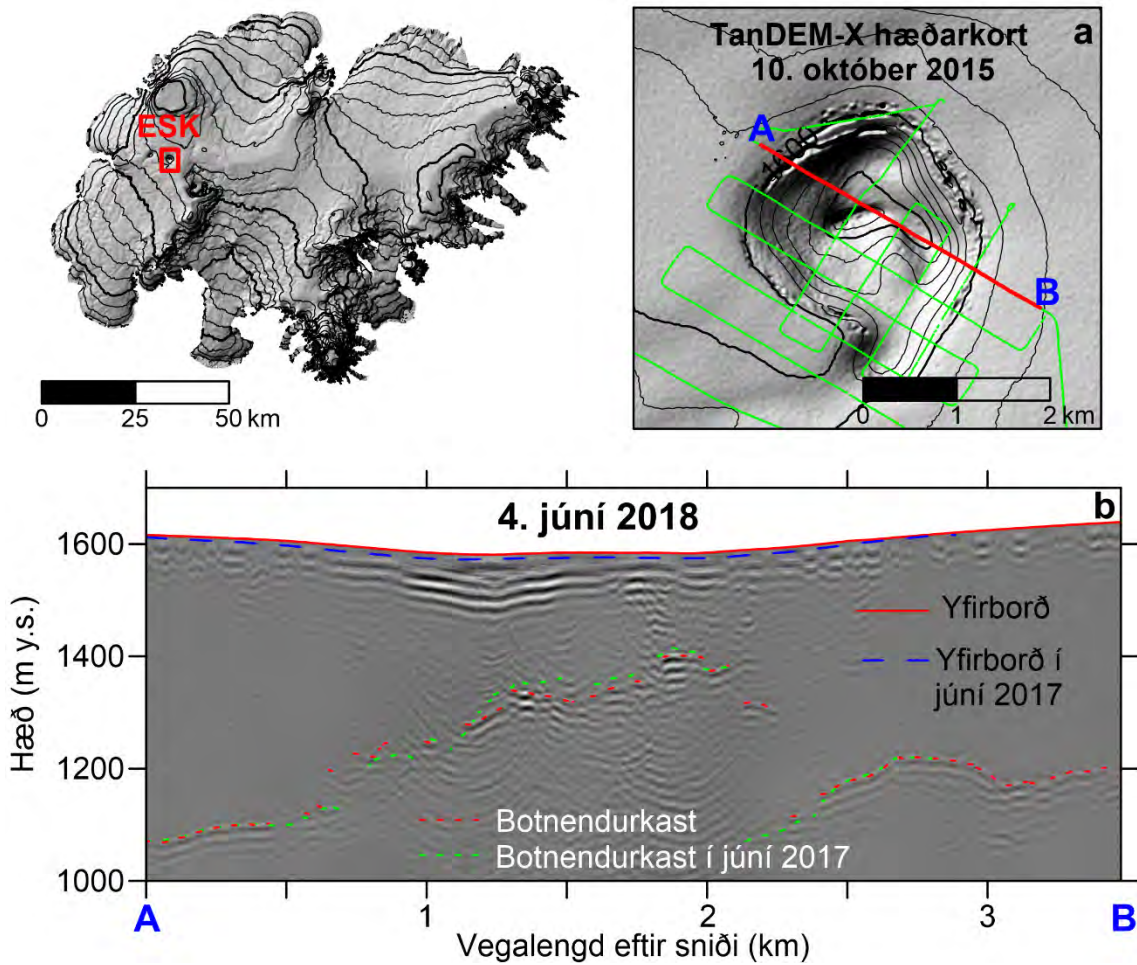 ESK
0 25 50 km
TanDEM-X hæðarkort
10. október 2015
a
A
B
0 1 2 km
b
4. júní 2018
1600
1400
1200
1000
Hæð (m y.s.)
Yfirborð
Yfirborð í
júní 2017
Botnendurkast
Botnendurkast í júní 2017
A 1 2 3 B
Vegalengd eftir sniði (km)